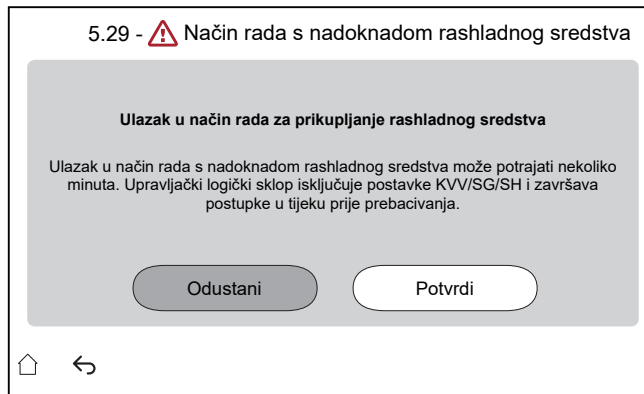 5.29 - Način rada s nadoknadom rashladnog sredstva
Ulazak u način rada za prikupljanje rashladnog sredstva
Ulazak u način rada s nadoknadom rashladnog sredstva može potrajati nekoliko
minuta. Upravljački logički sklop isključuje postavke KVV/SG/SH i završava
postupke u tijeku prije prebacivanja.
Odustani
Potvrdi